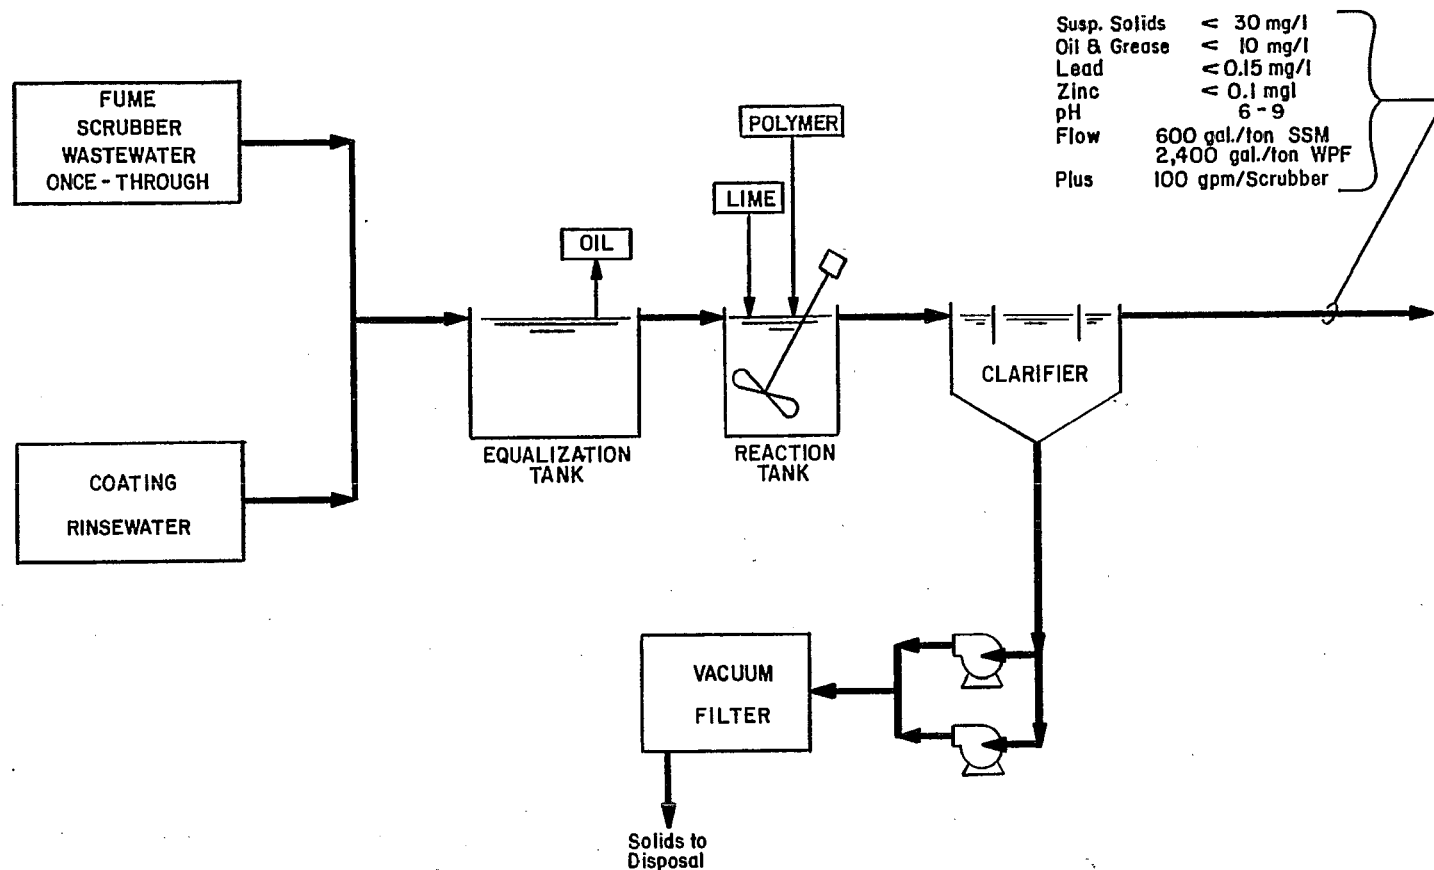 Susp. Solids < 30 mg/l
Oil & Grease < 10 mg/l
Lead < 0.15 mg/l
Zinc < 0.1 mgl
pH 6-9
Flow 600 gal./ton SSM
2,400 gal./ton WPF
Plus 100 gpm/Scrubber
FUME
SCRUBBER
WASTEWATER
ONCE-THROUGH
POLYMER
LIME
OIL
CLARIFIER
EQUALIZATION
TANK
REACTION
TANK
COATING
RINSEWATER
VACUUM
FILTER
Solids to
Disposal